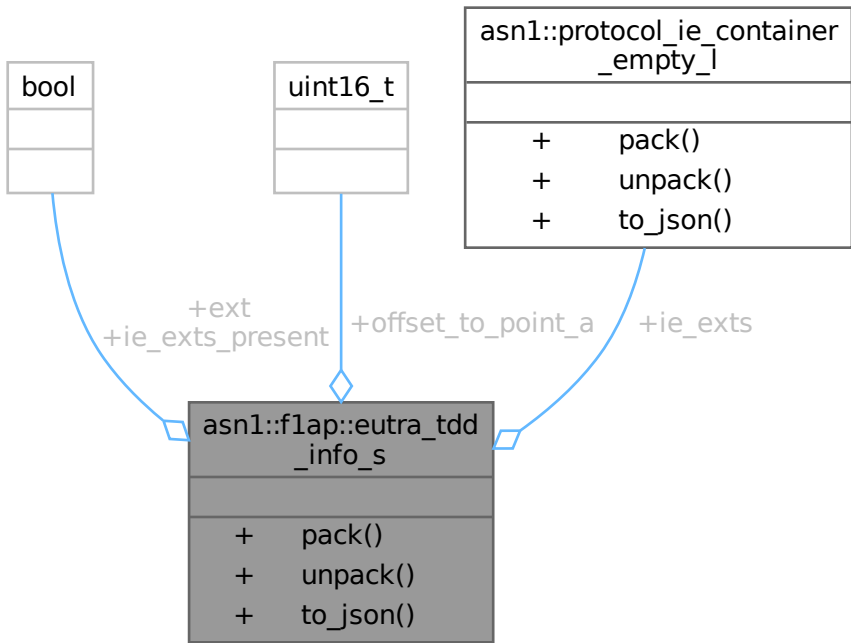 asn1::protocol_ie_container
_empty_l
bool
uint16_t
+ pack()
+ unpack()
+ to_json()
+ext
+ie_exts_present
+offset_to_point_a
+ie_exts
asn1::f1ap::eutra_tdd
_info_s
+ pack()
+ unpack()
+ to_json()